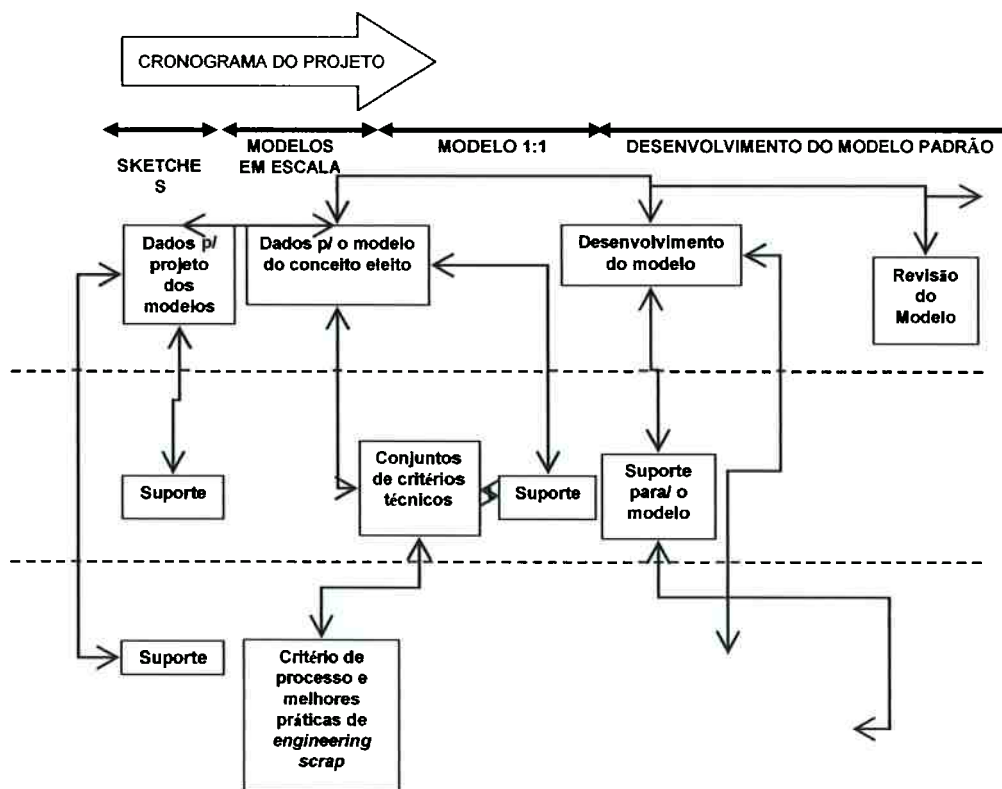 CRONOGRAMA DO PROJETO
SKETCHE
S
MODELOS
EM ESCALA
MODELO 1:1
DESENVOLVIMENTO DO MODELO PADRÃO
Dados p/
projeto
dos
modelos
Dados p/ o modelo
do conceito eleito
Desenvolvimento
do modelo
Revisão
do
Modelo
Suporte
Conjuntos
de critérios
técnicos
Suporte
Suporte
para/ o
modelo
Suporte
Critério de
processo e
melhores
práticas de
engineering
scrap